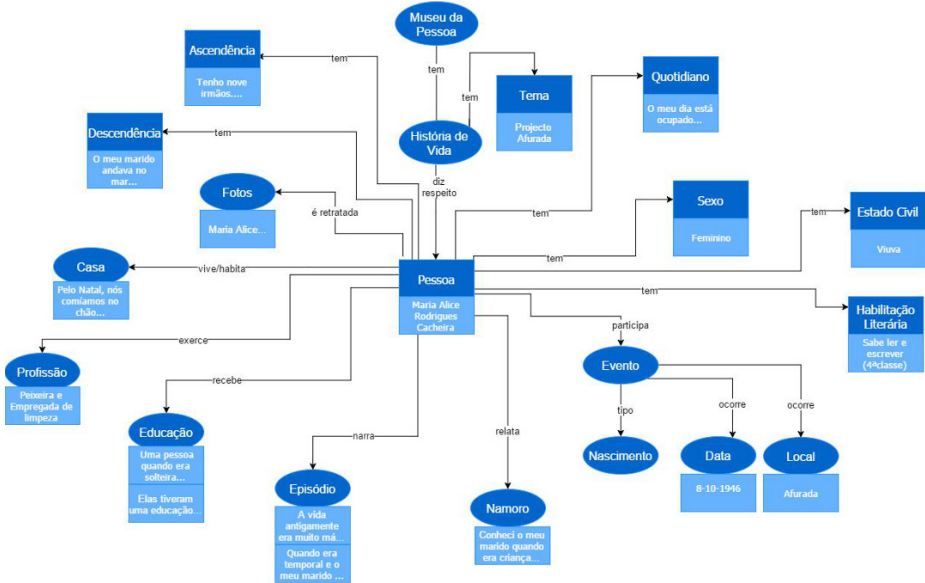 Museu da
Pessoa
tem
tem
História de
Vida
Tema
Projecto
Afurada
diz
respeito
Ascendência
Tenho nove
irmãos....
tem
Descendência
O meu marido
andava no
mar...
tem
Fotos
Maria Alice...
é retratada
Casa
Pelo Natal, nós
comíamos no
chão...
vive/habita
Profissão
Peixeira e
Empregada de
limpeza
exerce
Educação
Uma pessoa
quando era
solteira...
Elas tiveram
uma educação...
recebe
Pessoa
Maria Alice
Rodrigues
Cacheira
Quotidiano
O meu dia está
ocupado...
tem
Sexo
Feminino
tem
Estado Civil
Viuva
tem
Habilitação
Literária
Sabe ler e
escrever
(4ªclasse)
tem
participa
Evento
tipo
ocorre
ocorre
Nascimento
Data
8-10-1946
Local
Afurada
narra
Episódio
A vida
antigamente
era muito má...
Quando era
temporal e o
meu marido ...
relata
Namoro
Conheci o meu
marido quando
era criança...